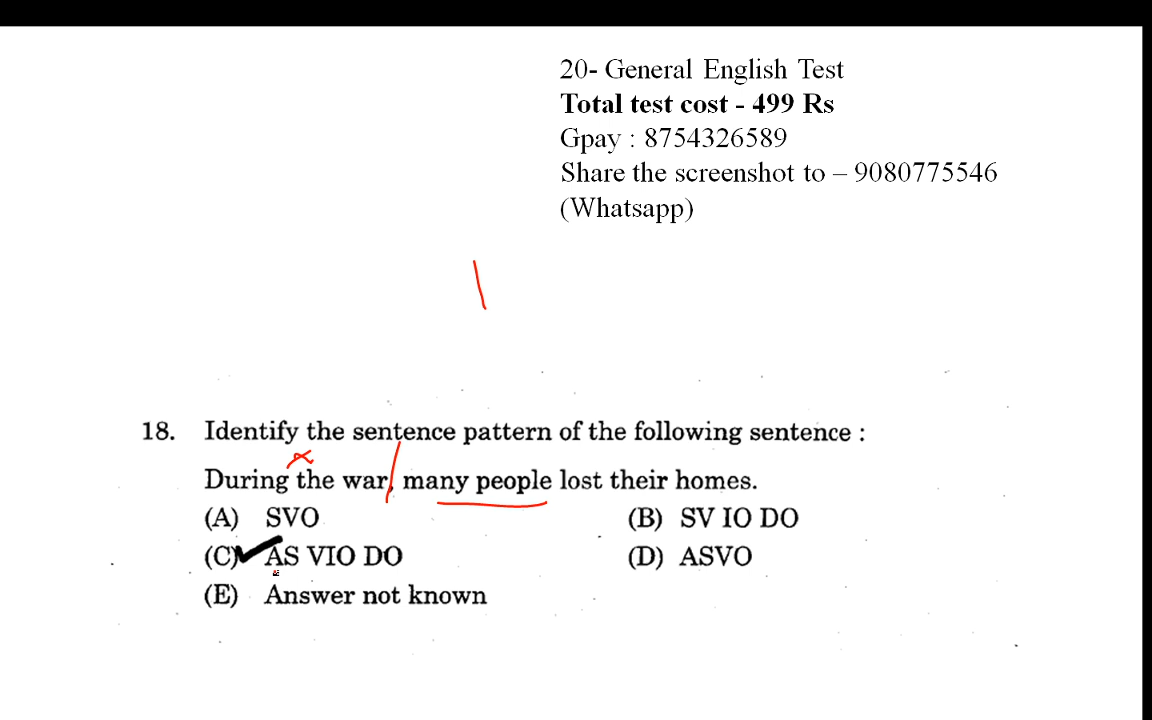 20- General English Test
Total test cost - 499 Rs
Gpay : 8754326589
Share the screenshot to – 9080775546
(Whatsapp)
18. Identify the sentence pattern of the following sentence :
During the war, many people lost their homes.
(A) SVO (B) SV IO DO
(C) AS VIO DO (D) ASVO
(E) Answer not known